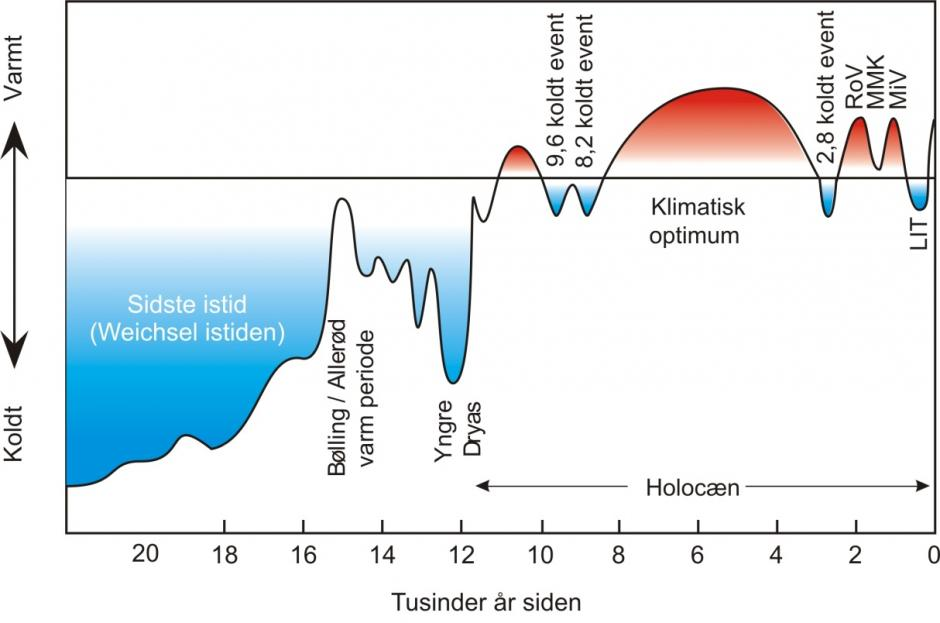 Varmt
Koldt
9,6 koldt event
8,2 koldt event
2,8 koldt event
RoV
MMK
MiV
Klimatisk
optimum
LIT
Sidste istid
(Weichsel istiden)
Bølling / Allerød
varm periode
Yngre
Dryas
Holocæn
20 18 16 14 12 10 8 6 4 2 0
Tusinder år siden